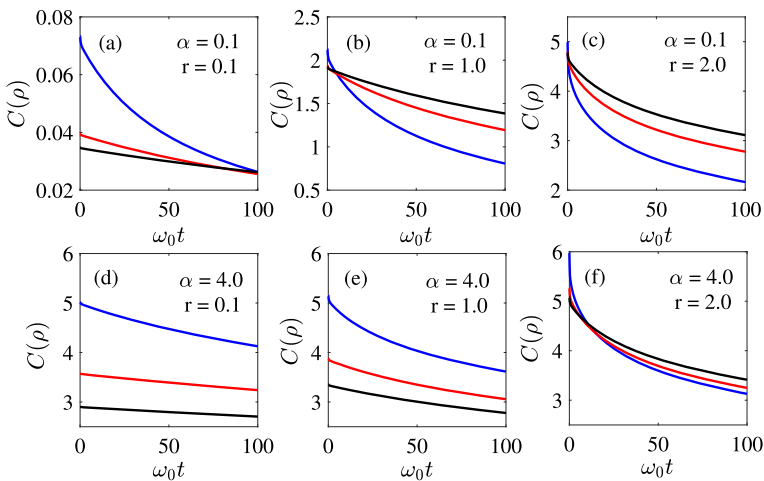 (a) α = 0.1
r = 0.1
C(ρ)
0.08
0.06
0.04
0.02
0 50 100
ω₀t
(b) α = 0.1
r = 1.0
C(ρ)
2.5
2
1.5
1
0.5
0 50 100
ω₀t
(c) α = 0.1
r = 2.0
C(ρ)
5
4
3
2
0 50 100
ω₀t
(d) α = 4.0
r = 0.1
C(ρ)
6
5
4
3
0 50 100
ω₀t
(e) α = 4.0
r = 1.0
C(ρ)
6
5
4
3
0 50 100
ω₀t
(f) α = 4.0
r = 2.0
C(ρ)
6
5
4
3
0 50 100
ω₀t